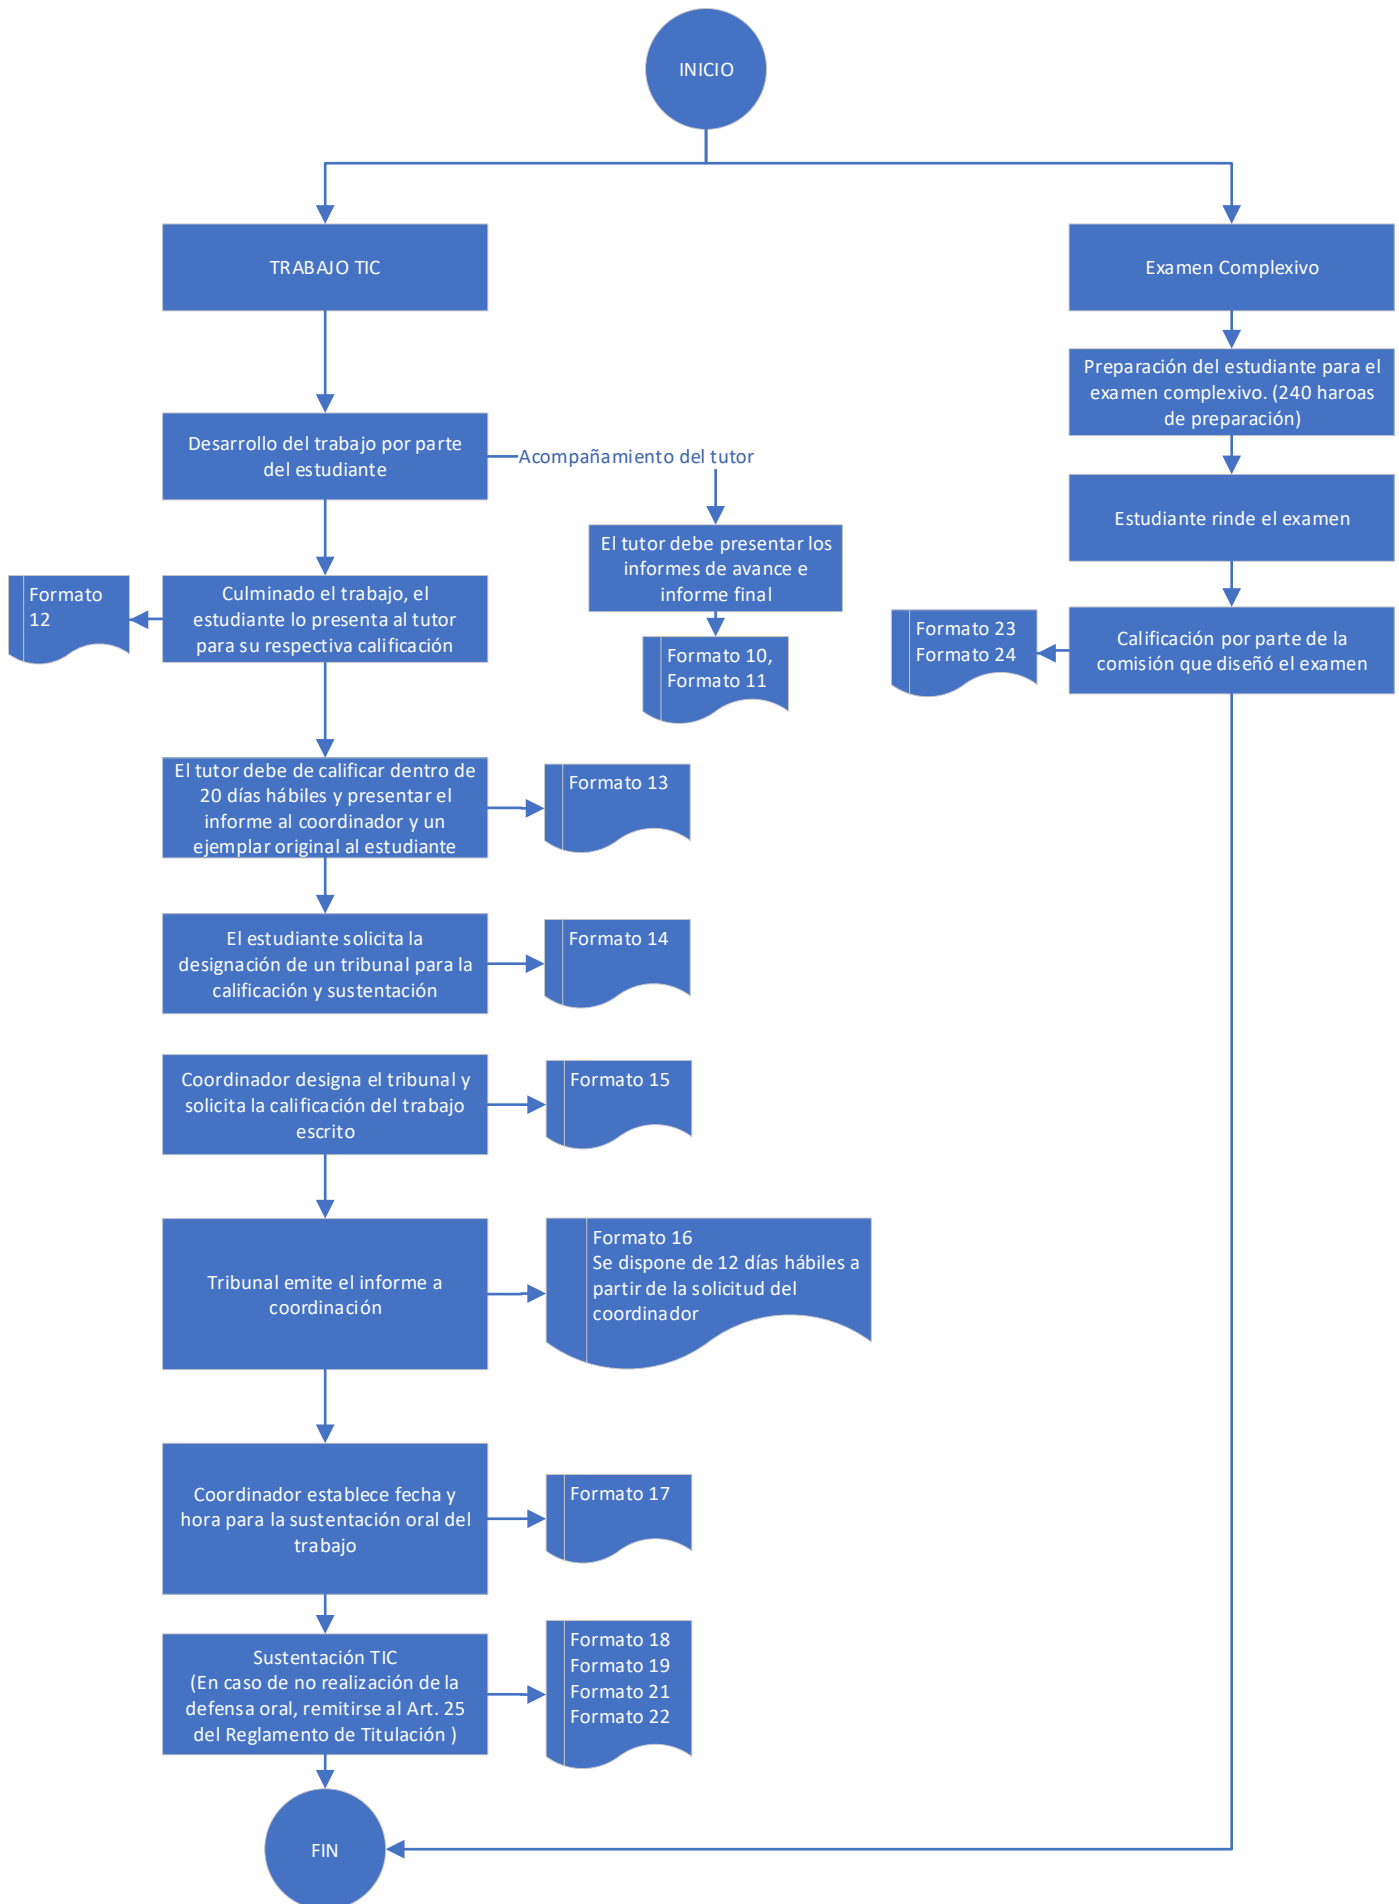 INICIO
TRABAJO TIC
Examen Complexivo
Preparación del estudiante para el
examen complexivo. (240 haroas
de preparación)
Desarrollo del trabajo por parte
del estudiante
Acompañamiento del tutor
Estudiante rinde el examen
El tutor debe presentar los
informes de avance e
informe final
Formato
12
Culminado el trabajo, el
estudiante lo presenta al tutor
para su respectiva calificación
Formato 10,
Formato 11
Formato 23
Formato 24
Calificación por parte de la
comisión que diseñó el examen
El tutor debe de calificar dentro de
20 días hábiles y presentar el
informe al coordinador y un
ejemplar original al estudiante
Formato 13
El estudiante solicita la
designación de un tribunal para la
calificación y sustentación
Formato 14
Coordinador designa el tribunal y
solicita la calificación del trabajo
escrito
Formato 15
Tribunal emite el informe a
coordinación
Formato 16
Se dispone de 12 días hábiles a
partir de la solicitud del
coordinador
Coordinador establece fecha y
hora para la sustentación oral del
trabajo
Formato 17
Sustentación TIC
(En caso de no realización de la
defensa oral, remitirse al Art. 25
del Reglamento de Titulación )
Formato 18
Formato 19
Formato 21
Formato 22
FIN